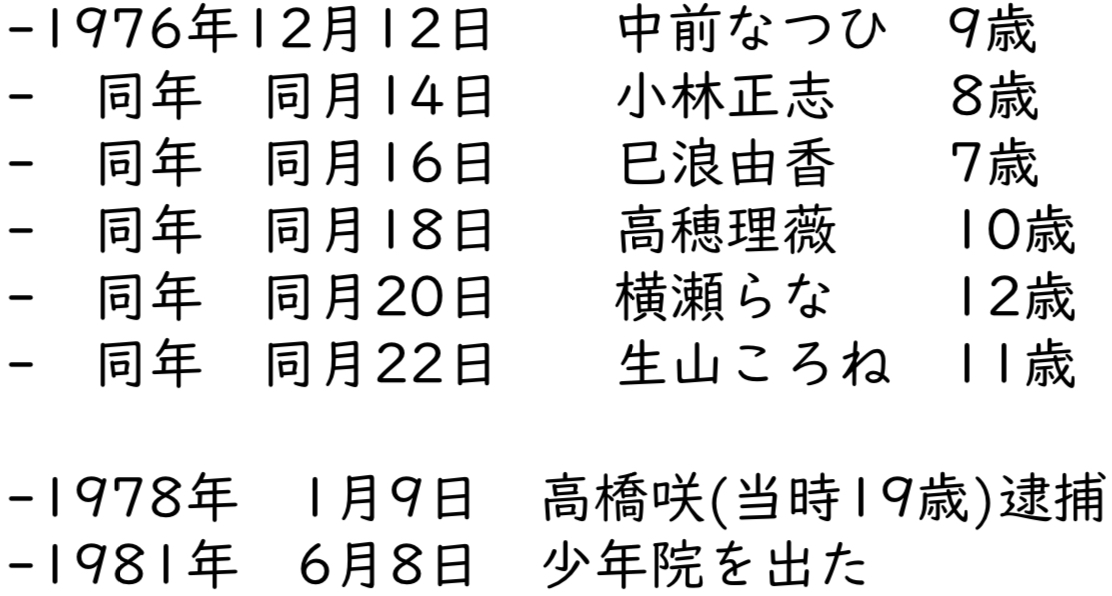 -1976年12月12日　中前なつひ　9歳
-　同年　同月14日　小林正志　8歳
-　同年　同月16日　巳浪由香　7歳
-　同年　同月18日　高穂理薇　10歳
-　同年　同月20日　横瀬らな　12歳
-　同年　同月22日　生山ころね　11歳
-1978年　1月9日　高橋咲(当時19歳)逮捕
-1981年　6月8日　少年院を出た